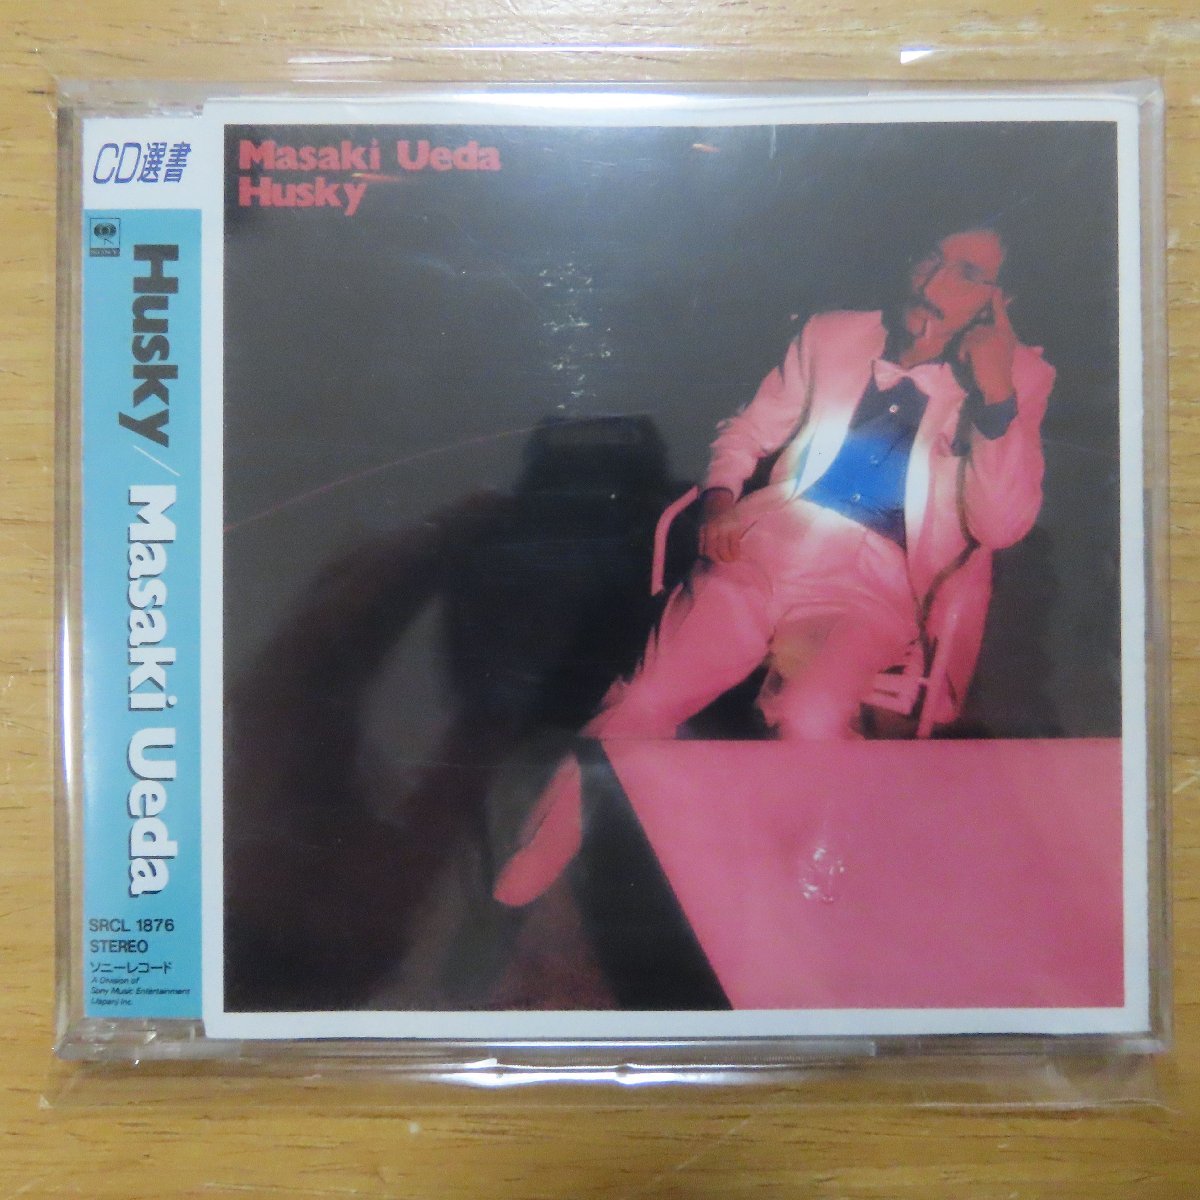 Masaki Ueda
Husky
CD選書
SONY
Husky/Masaki Ueda
SRCL 1876
STEREO
ソニーレコード
A Division of
Sony Music Entertainment
(Japan) Inc.